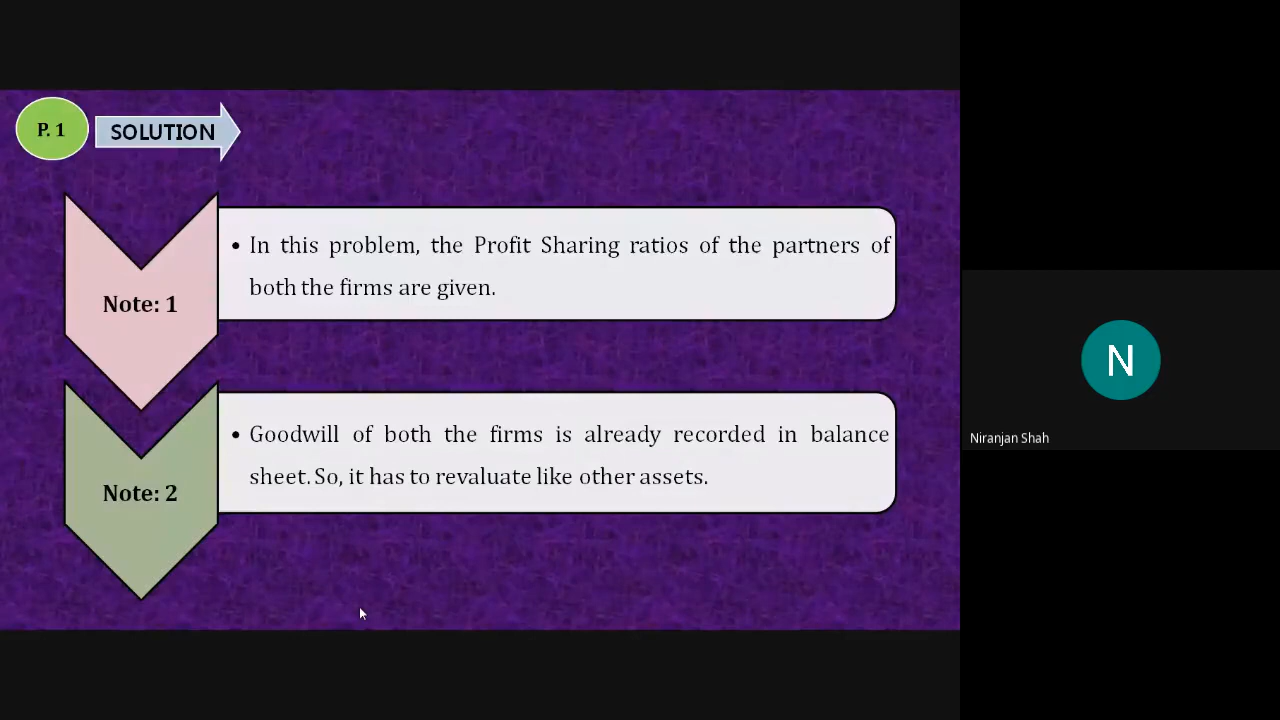 P. 1
SOLUTION
Note: 1
• In this problem, the Profit Sharing ratios of the partners of
both the firms are given.
Note: 2
• Goodwill of both the firms is already recorded in balance
sheet. So, it has to revaluate like other assets.
N
Niranjan Shah